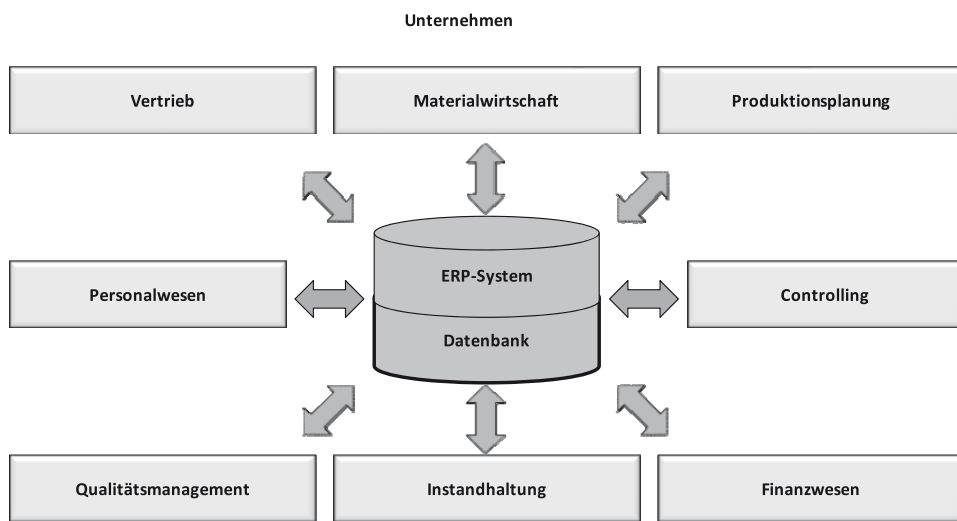 Unternehmen
Vertrieb
Materialwirtschaft
Produktionsplanung
ERP-System
Personalwesen
Controlling
Datenbank
Qualitätsmanagement
Instandhaltung
Finanzwesen